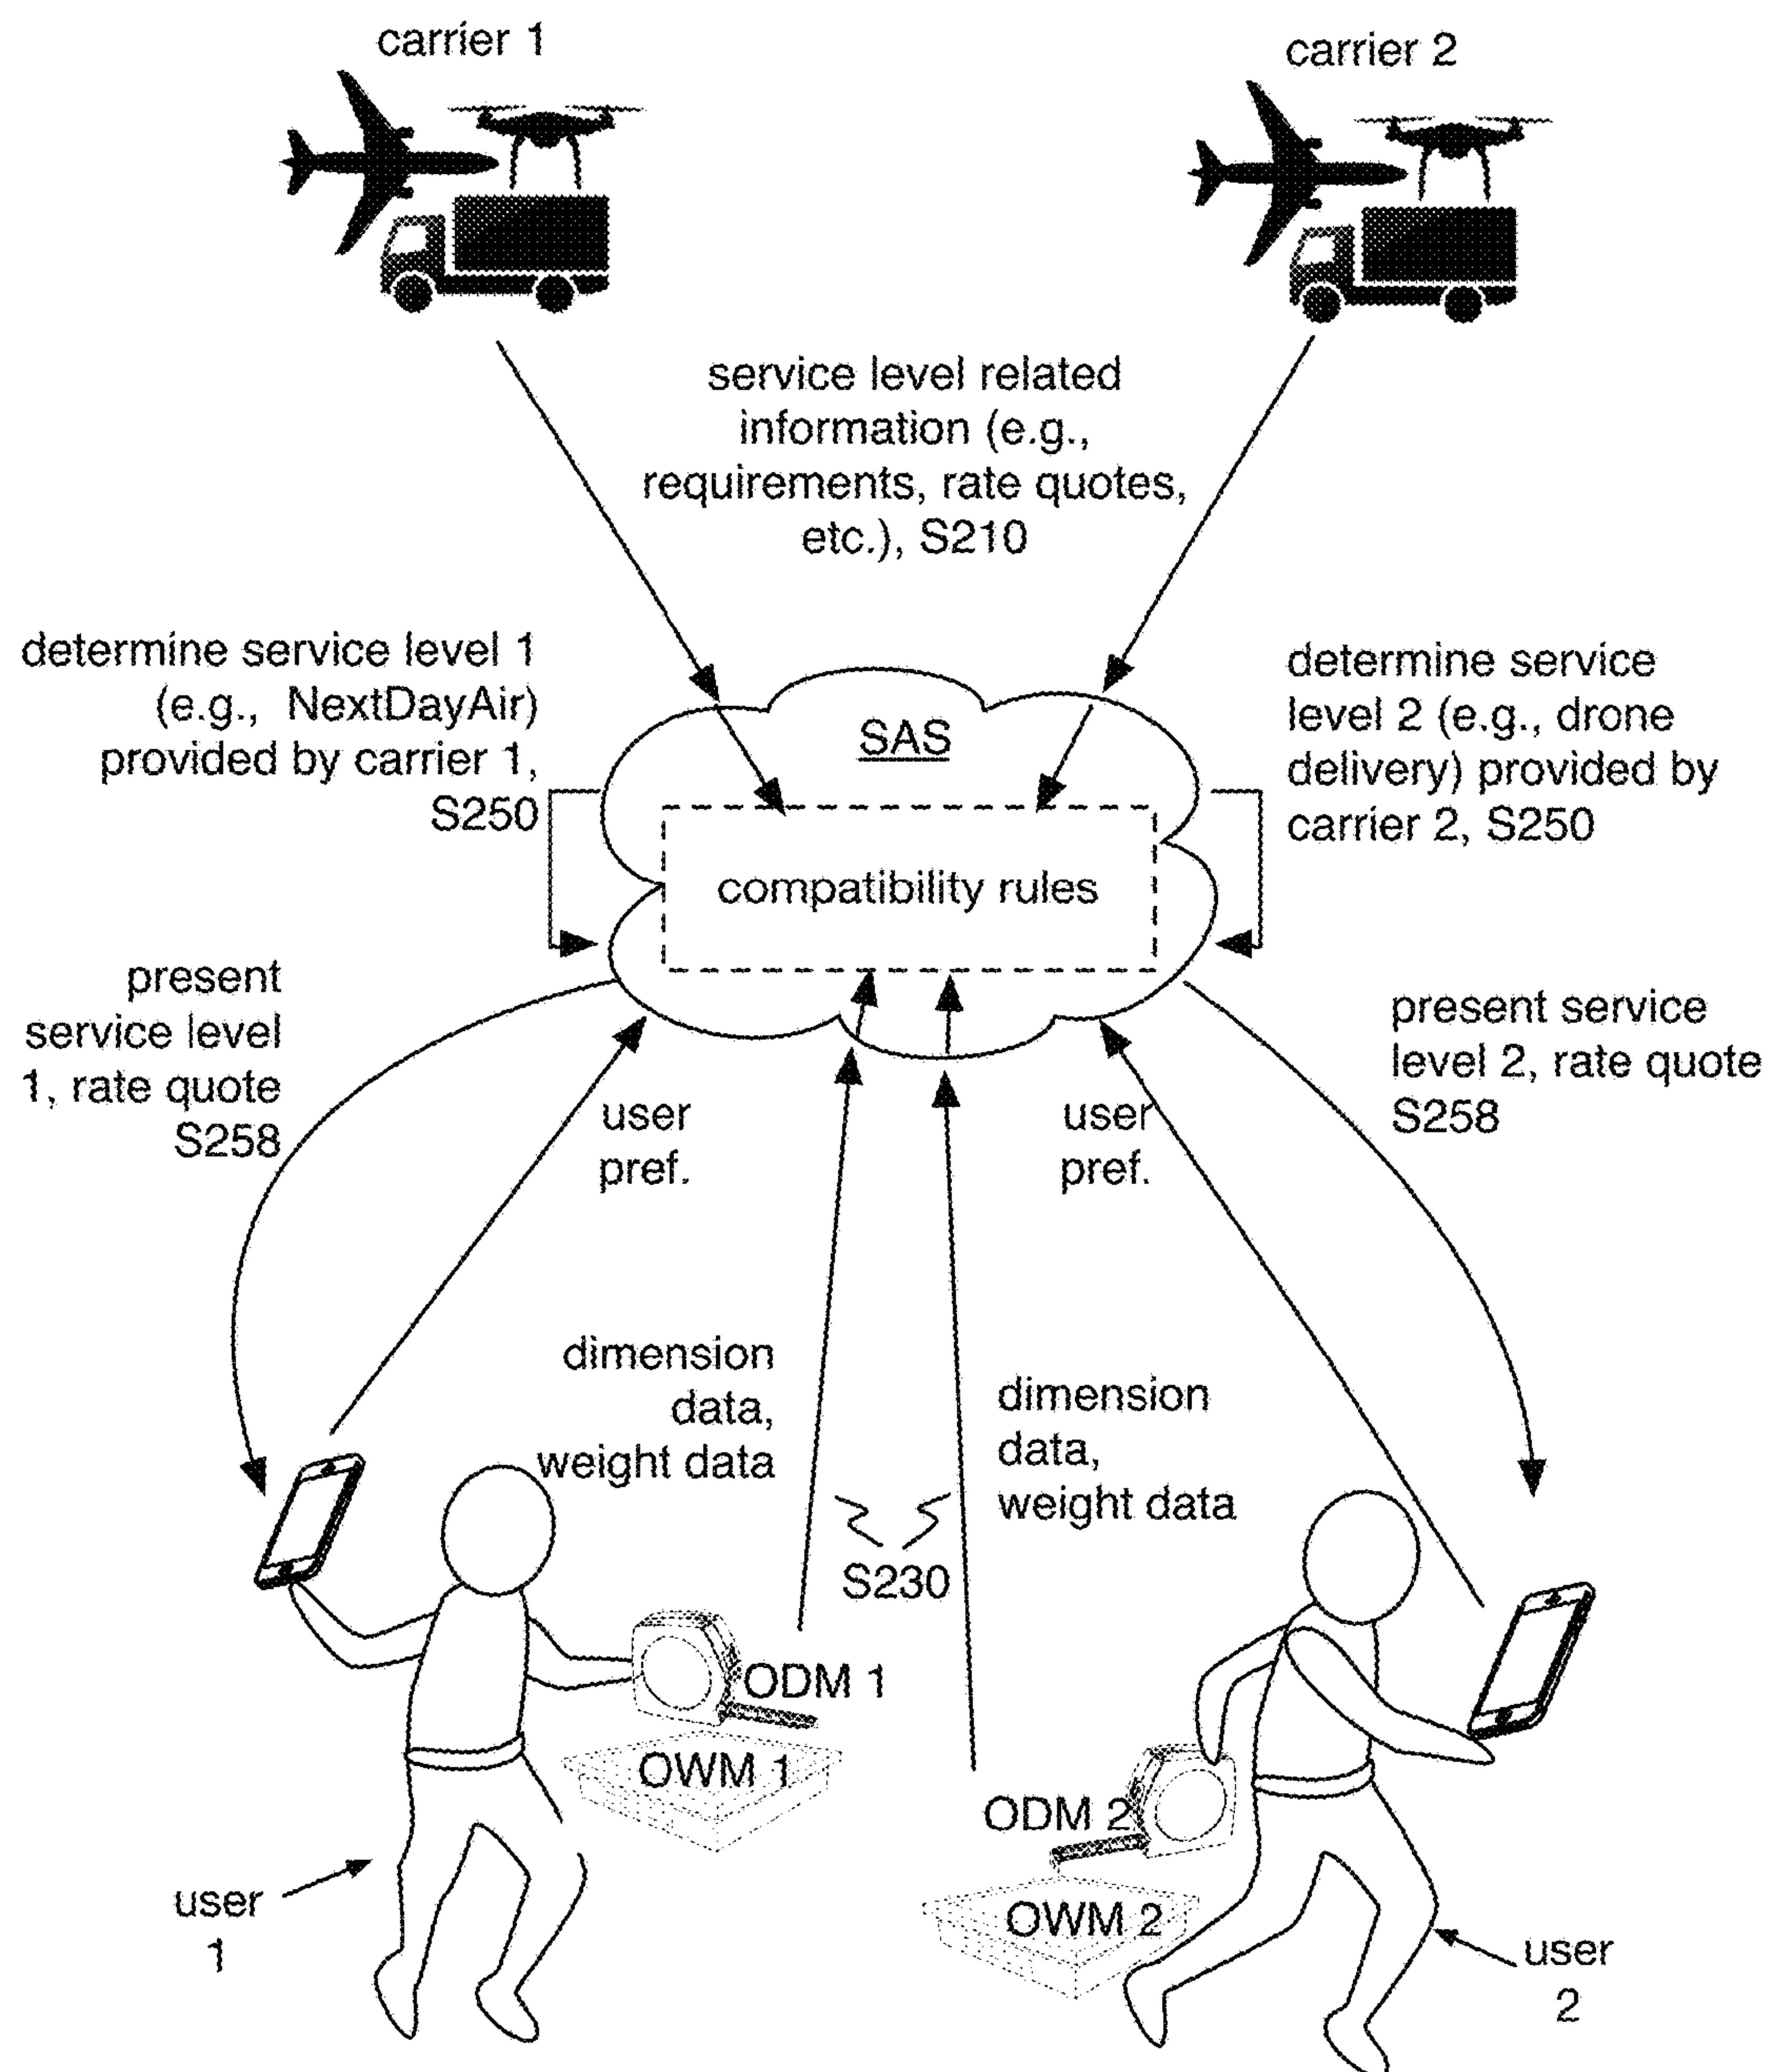 carrier 1
carrier 2
service level related
information (e.g.,
requirements, rate quotes,
etc.), S210
determine service level 1
(e.g., NextDayAir)
provided by carrier 1,
S250
SAS
determine service
level 2 (e.g., drone
delivery) provided by
carrier 2, S250
compatibility rules
present
service level
1, rate quote
S258
user
pref.
user
pref.
present service
level 2, rate quote
S258
dimension
data,
weight data
dimension
data,
weight data
S230
ODM 1
OWM 1
ODM 2
OWM 2
user
1
user
2